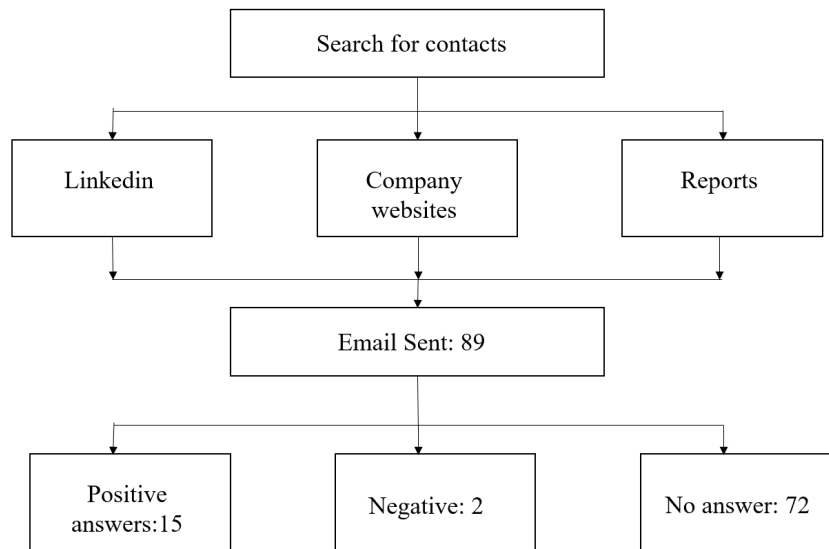 Search for contacts
Linkedin
Company
websites
Reports
Email Sent: 89
Positive
answers:15
Negative: 2
No answer: 72